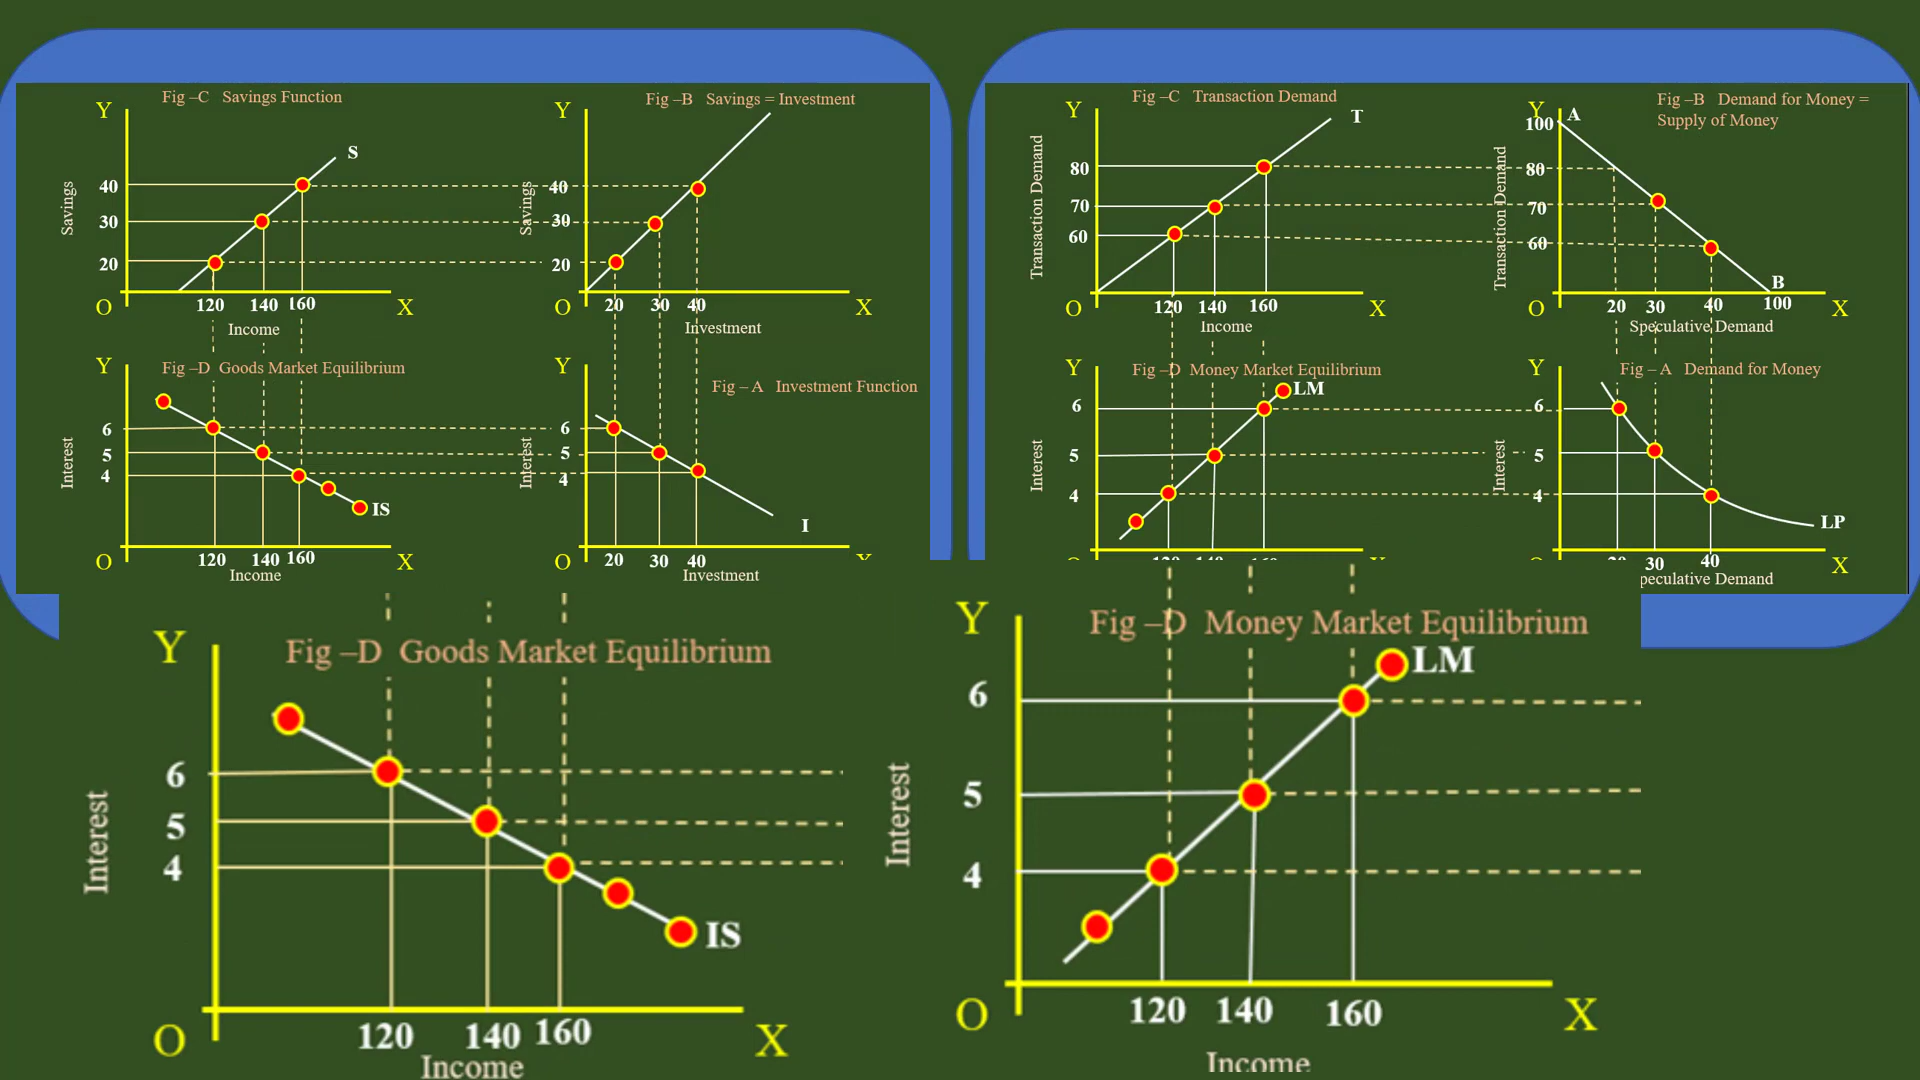 Fig –C   Savings Function
Y
S
Savings
40
30
20
O
120
140
160
X
Income
Fig –B   Savings = Investment
Y
Savings
40
30
20
O
20
30
40
X
Investment
Fig –D  Goods Market Equilibrium
Y
Interest
6
5
4
IS
O
120
140
160
X
Income
Fig – A   Investment Function
Y
Interest
6
5
4
I
O
20
30
40
Investment
Fig –C   Transaction Demand
Y
T
Transaction Demand
80
70
60
O
120
140
160
X
Income
Fig –B   Demand for Money =
Supply of Money
Y
A
100
Transaction Demand
80
70
60
B
O
20
30
40
100
X
Speculative Demand
Fig –D  Money Market Equilibrium
Y
LM
Interest
6
5
4
X
Fig – A   Demand for Money
Y
Interest
6
5
4
LP
O
30
40
X
peculative Demand
Fig –D  Goods Market Equilibrium
Y
Interest
6
5
4
IS
O
120
140
160
X
Income
Fig –D  Money Market Equilibrium
Y
LM
Interest
6
5
4
O
120
140
160
X
Income